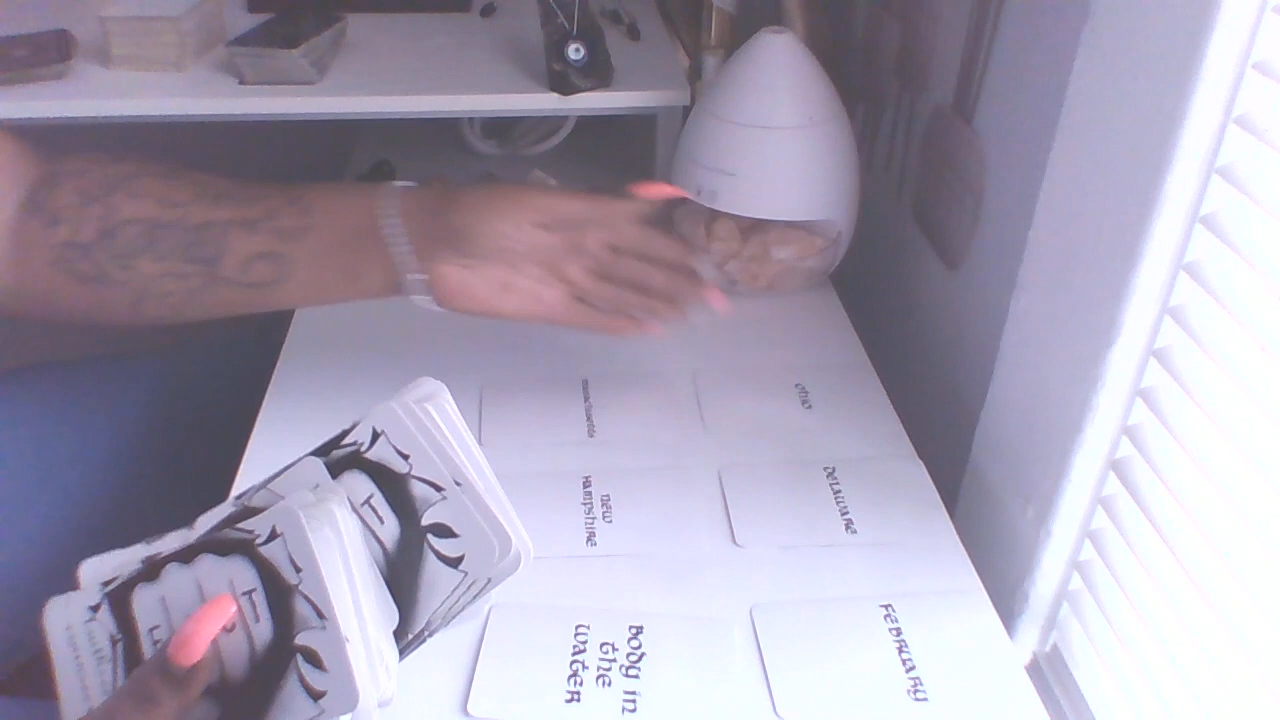 ohio
massachusetts
DELAWARE
NEW
HAMPSHIRE
FEBRUARY
BODY IN
the
WATER